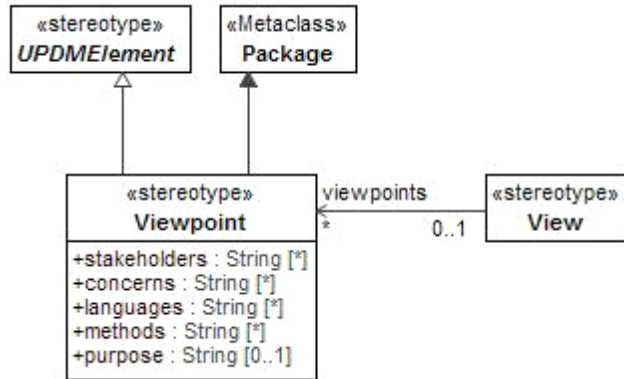 «stereotype»
UPDMElement
«Metaclass»
Package
«stereotype»
Viewpoint
+stakeholders : String [*]
+concerns : String [*]
+languages : String [*]
+methods : String [*]
+purpose : String [0..1]
viewpoints
*
0..1
«stereotype»
View